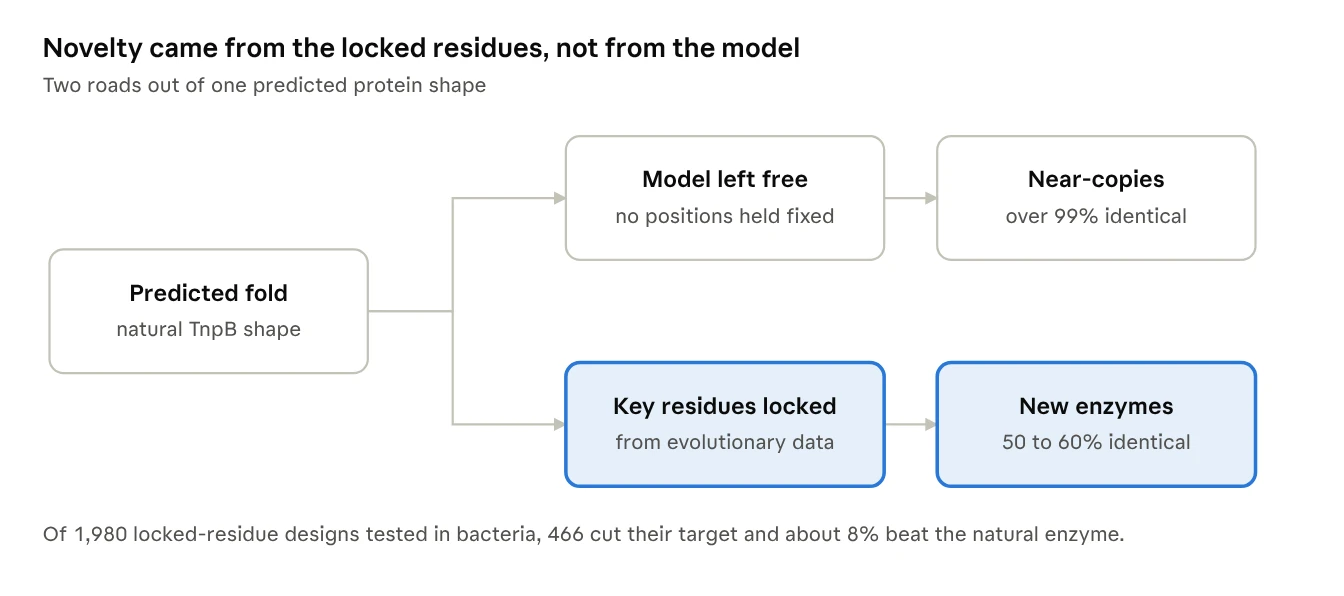 Novelty came from the locked residues, not from the model
Two roads out of one predicted protein shape
Predicted fold
natural TnpB shape
Model left free
no positions held fixed
Near-copies
over 99% identical
Key residues locked
from evolutionary data
New enzymes
50 to 60% identical
Of 1,980 locked-residue designs tested in bacteria, 466 cut their target and about 8% beat the natural enzyme.